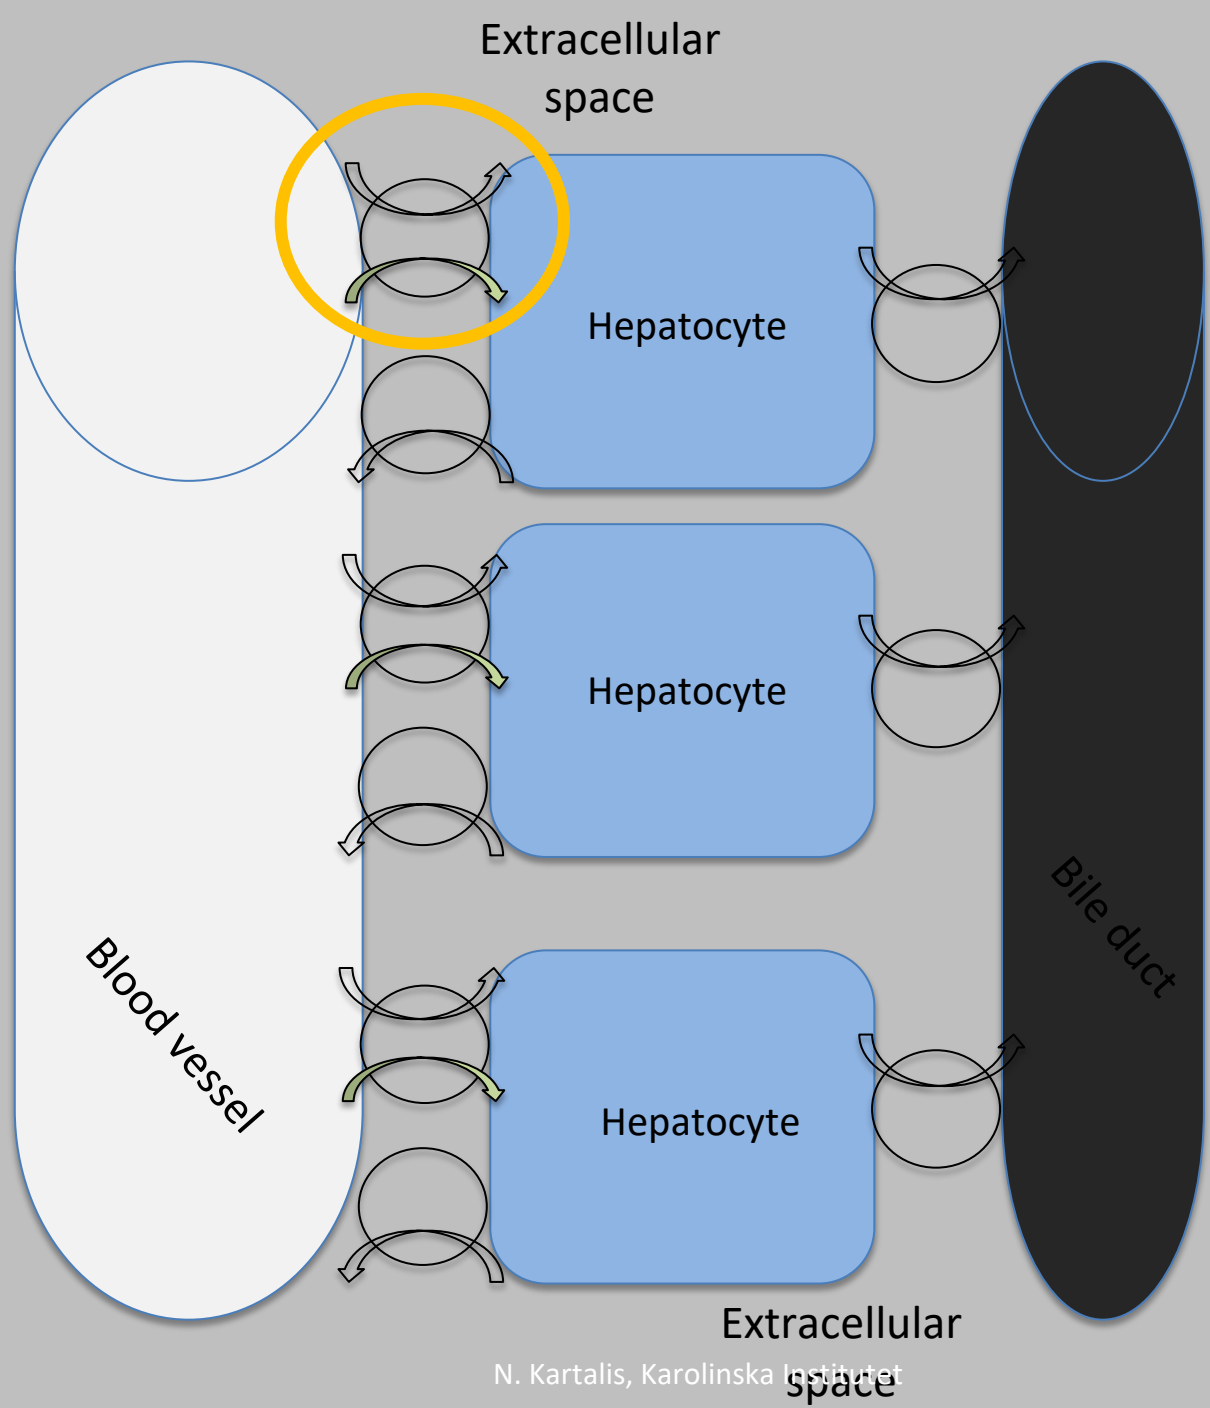 Extracellular
space
Hepatocyte
Hepatocyte
Bile duct
Blood vessel
Hepatocyte
Extracellular
space
N. Kartalis, Karolinska Institutet